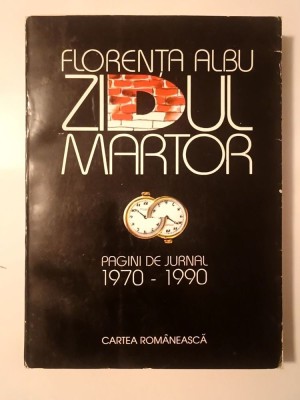 FLORENȚA ALBU
ZIDUL
MARTOR
PAGINI DE JURNAL
1970 - 1990
CARTEA ROMÂNEASCĂ